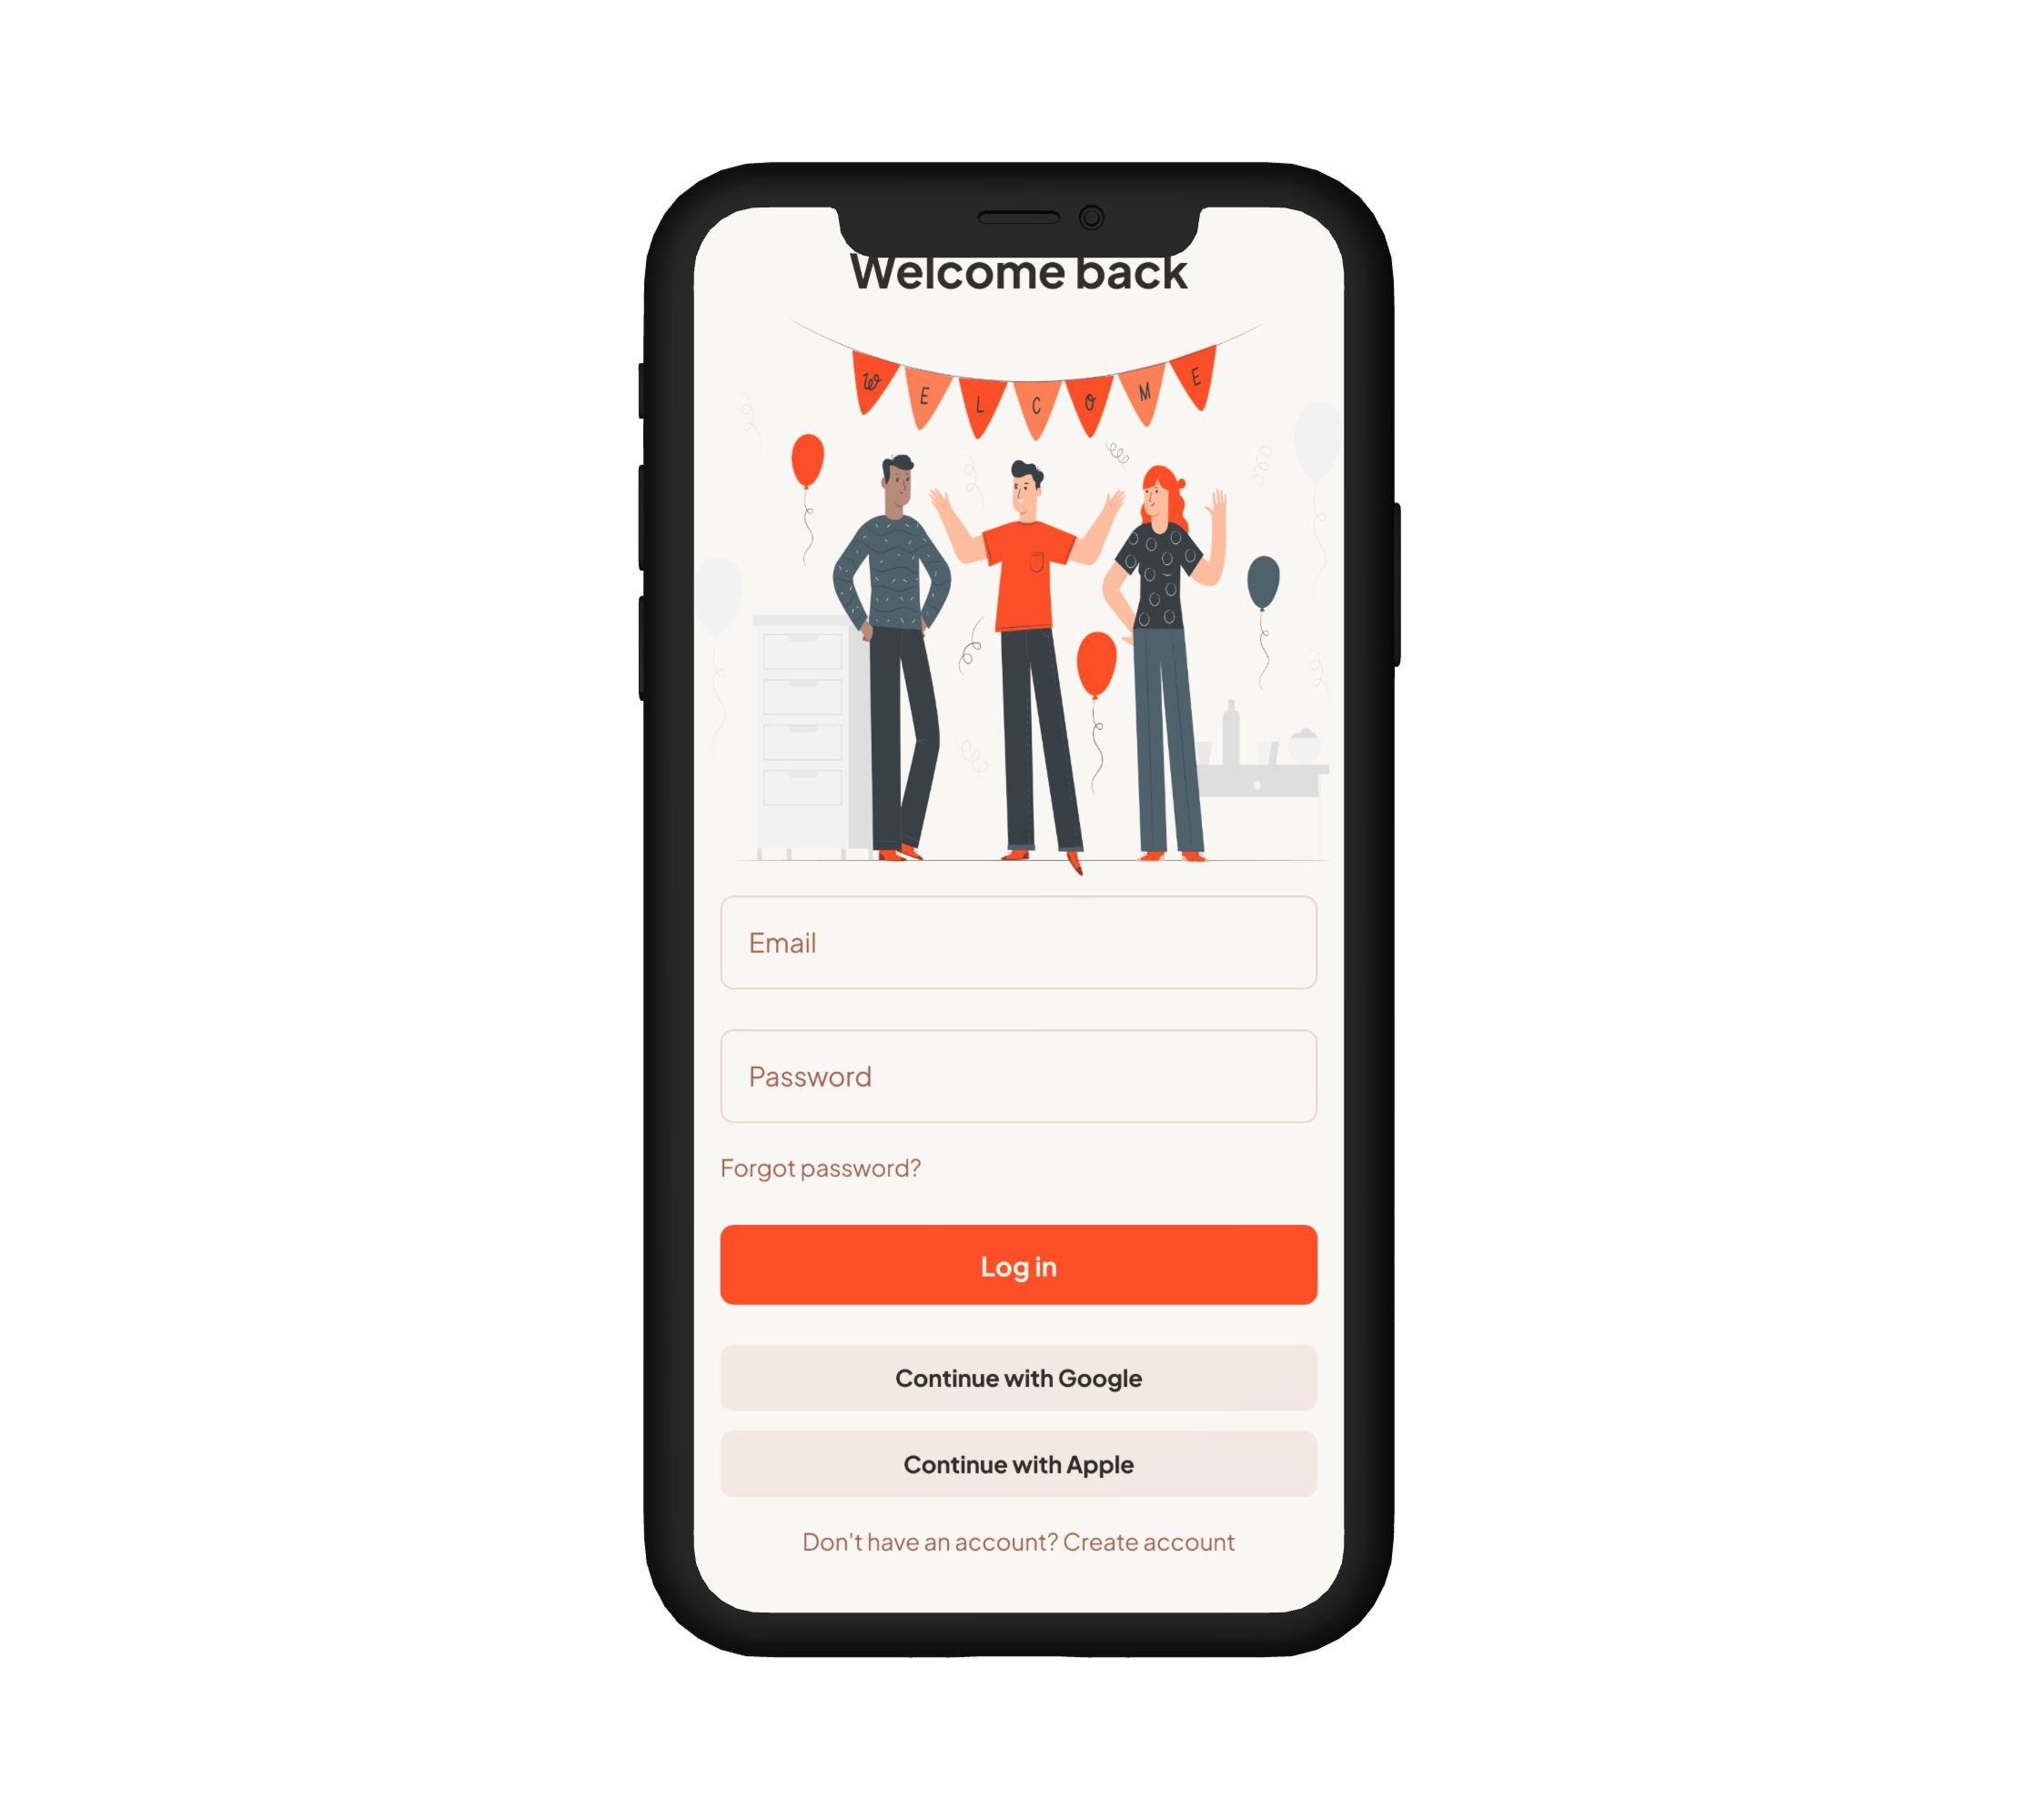 Welcome back
WELCOME
Email
Password
Forgot password?
Log in
Continue with Google
Continue with Apple
Don't have an account? Create account